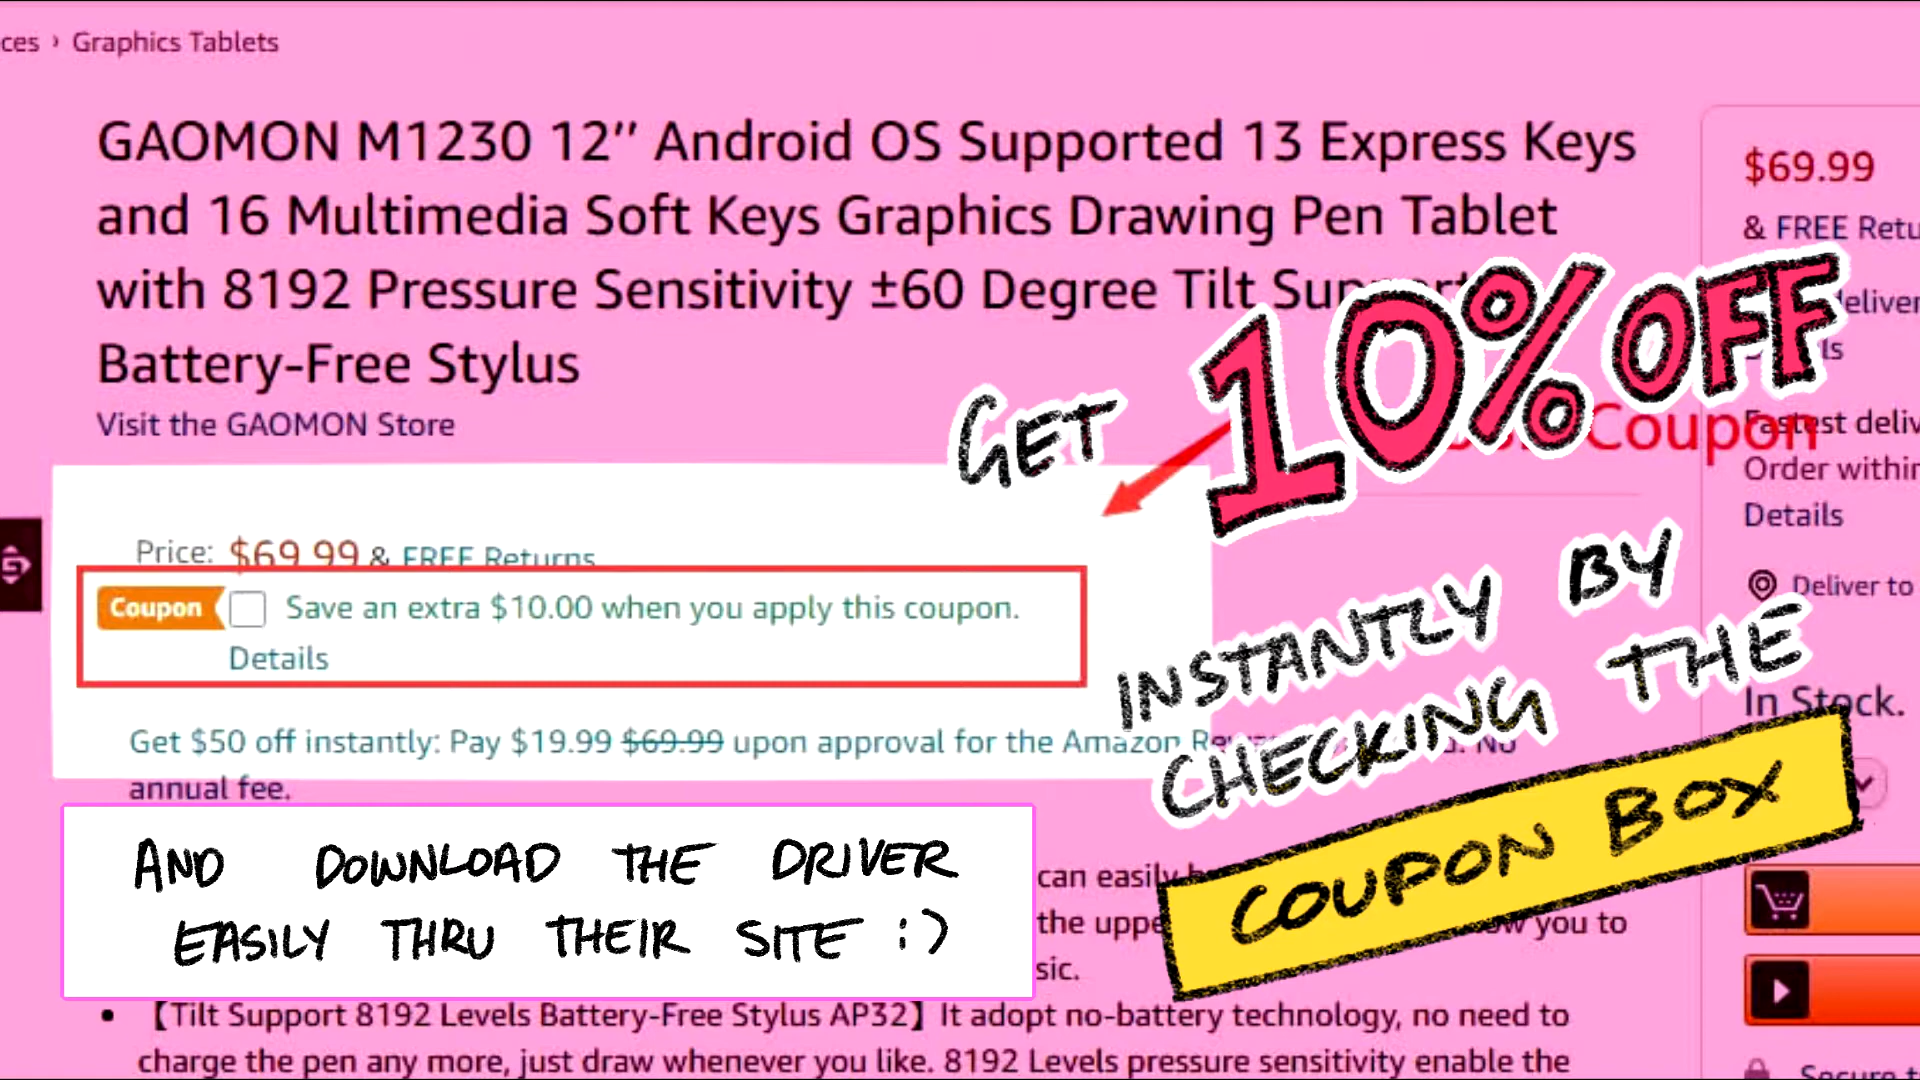 ces › Graphics Tablets
GAOMON M1230 12’’ Android OS Supported 13 Express Keys
and 16 Multimedia Soft Keys Graphics Drawing Pen Tablet
with 8192 Pressure Sensitivity ±60 Degree Tilt
Battery-Free Stylus
Visit the GAOMON Store
$69.99
& FREE
Details
Order within
Details
Deliver to
In Stock.
GET 10% OFF
Coupon
INSTANTLY BY
CHECKING THE
COUPON BOX
Price: $69.99 & FREE Returns
Coupon Save an extra $10.00 when you apply this coupon.
Details
Get $50 off instantly: Pay $19.99 $69.99 upon approval for the Amazon No
annual fee.
AND DOWNLOAD THE DRIVER
EASILY THRU THEIR SITE :)
can easily
the you to
• 【Tilt Support 8192 Levels Battery-Free Stylus AP32】It adopt no-battery technology, no need to
charge the pen any more, just draw whenever you like. 8192 Levels pressure sensitivity enable the